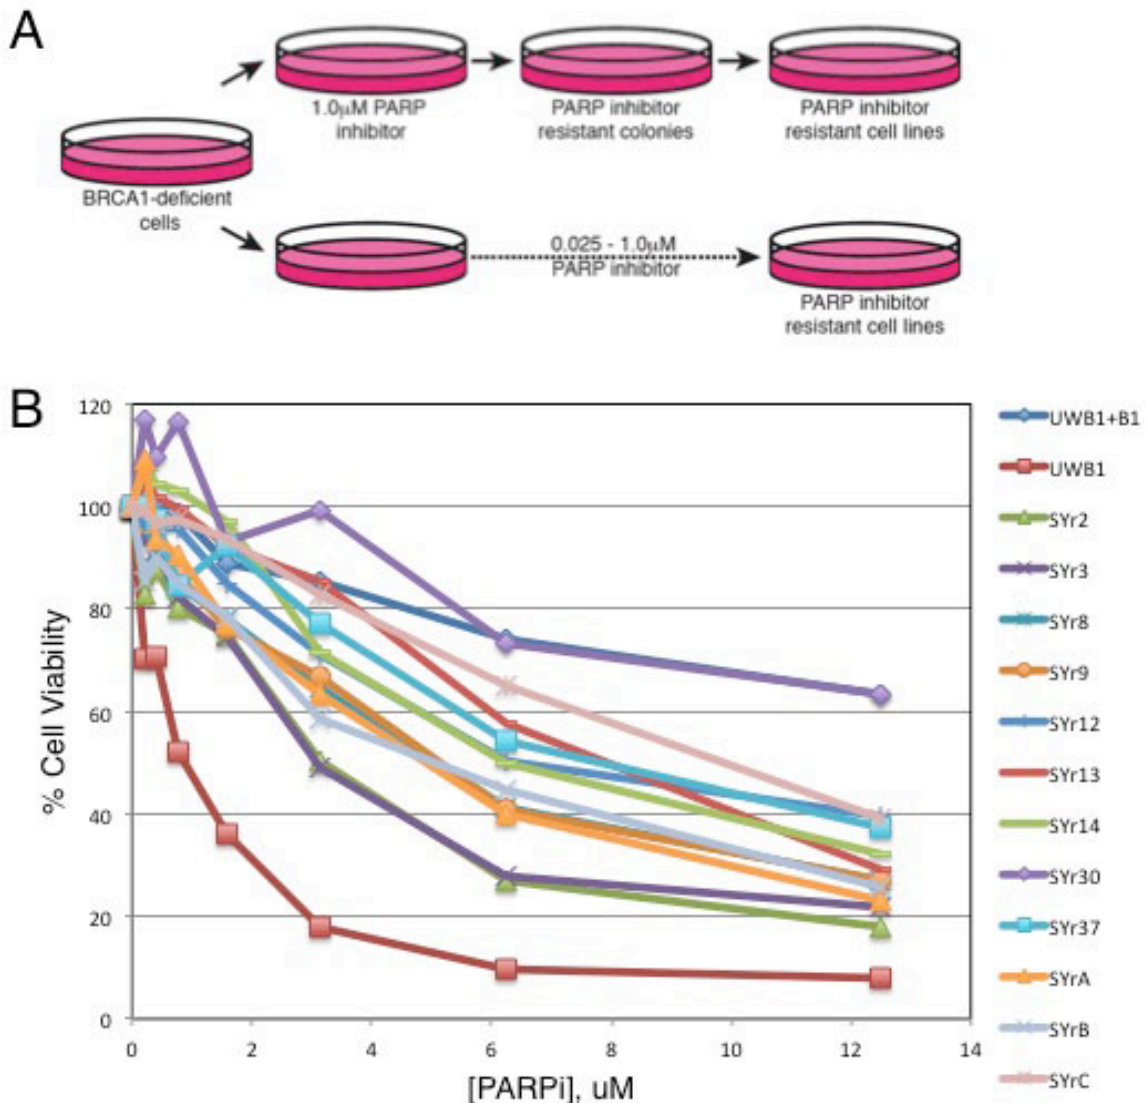 A
1.0µM PARP
inhibitor
PARP inhibitor
resistant colonies
PARP inhibitor
resistant cell lines
BRCA1-deficient
cells
0.025 - 1.0µM
PARP inhibitor
PARP inhibitor
resistant cell lines
B
120
100
80
60
40
20
0
% Cell Viability
0 2 4 6 8 10 12 14
[PARPi], uM
UWB1+B1
UWB1
SYr2
SYr3
SYr8
SYr9
SYr12
SYr13
SYr14
SYr30
SYr37
SYrA
SYrB
SYrC